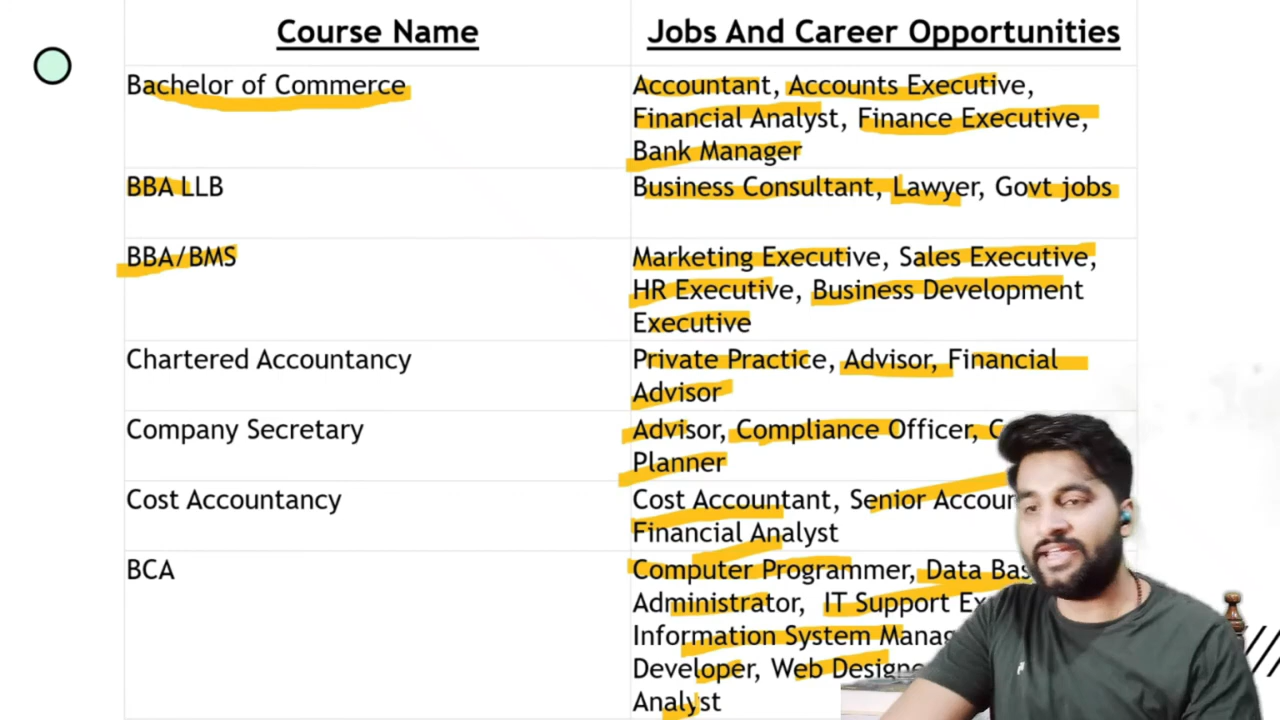 Course Name
Jobs And Career Opportunities
Bachelor of Commerce
Accountant, Accounts Executive,
Financial Analyst, Finance Executive,
Bank Manager
BBA LLB
Business Consultant, Lawyer, Govt jobs
BBA/BMS
Marketing Executive, Sales Executive,
HR Executive, Business Development
Executive
Chartered Accountancy
Private Practice, Advisor, Financial
Advisor
Company Secretary
Advisor, Compliance Officer,
Planner
Cost Accountancy
Cost Accountant, Senior
Financial Analyst
BCA
Computer Programmer, Data
Administrator, IT Support
Information System
Developer, Web
Analyst